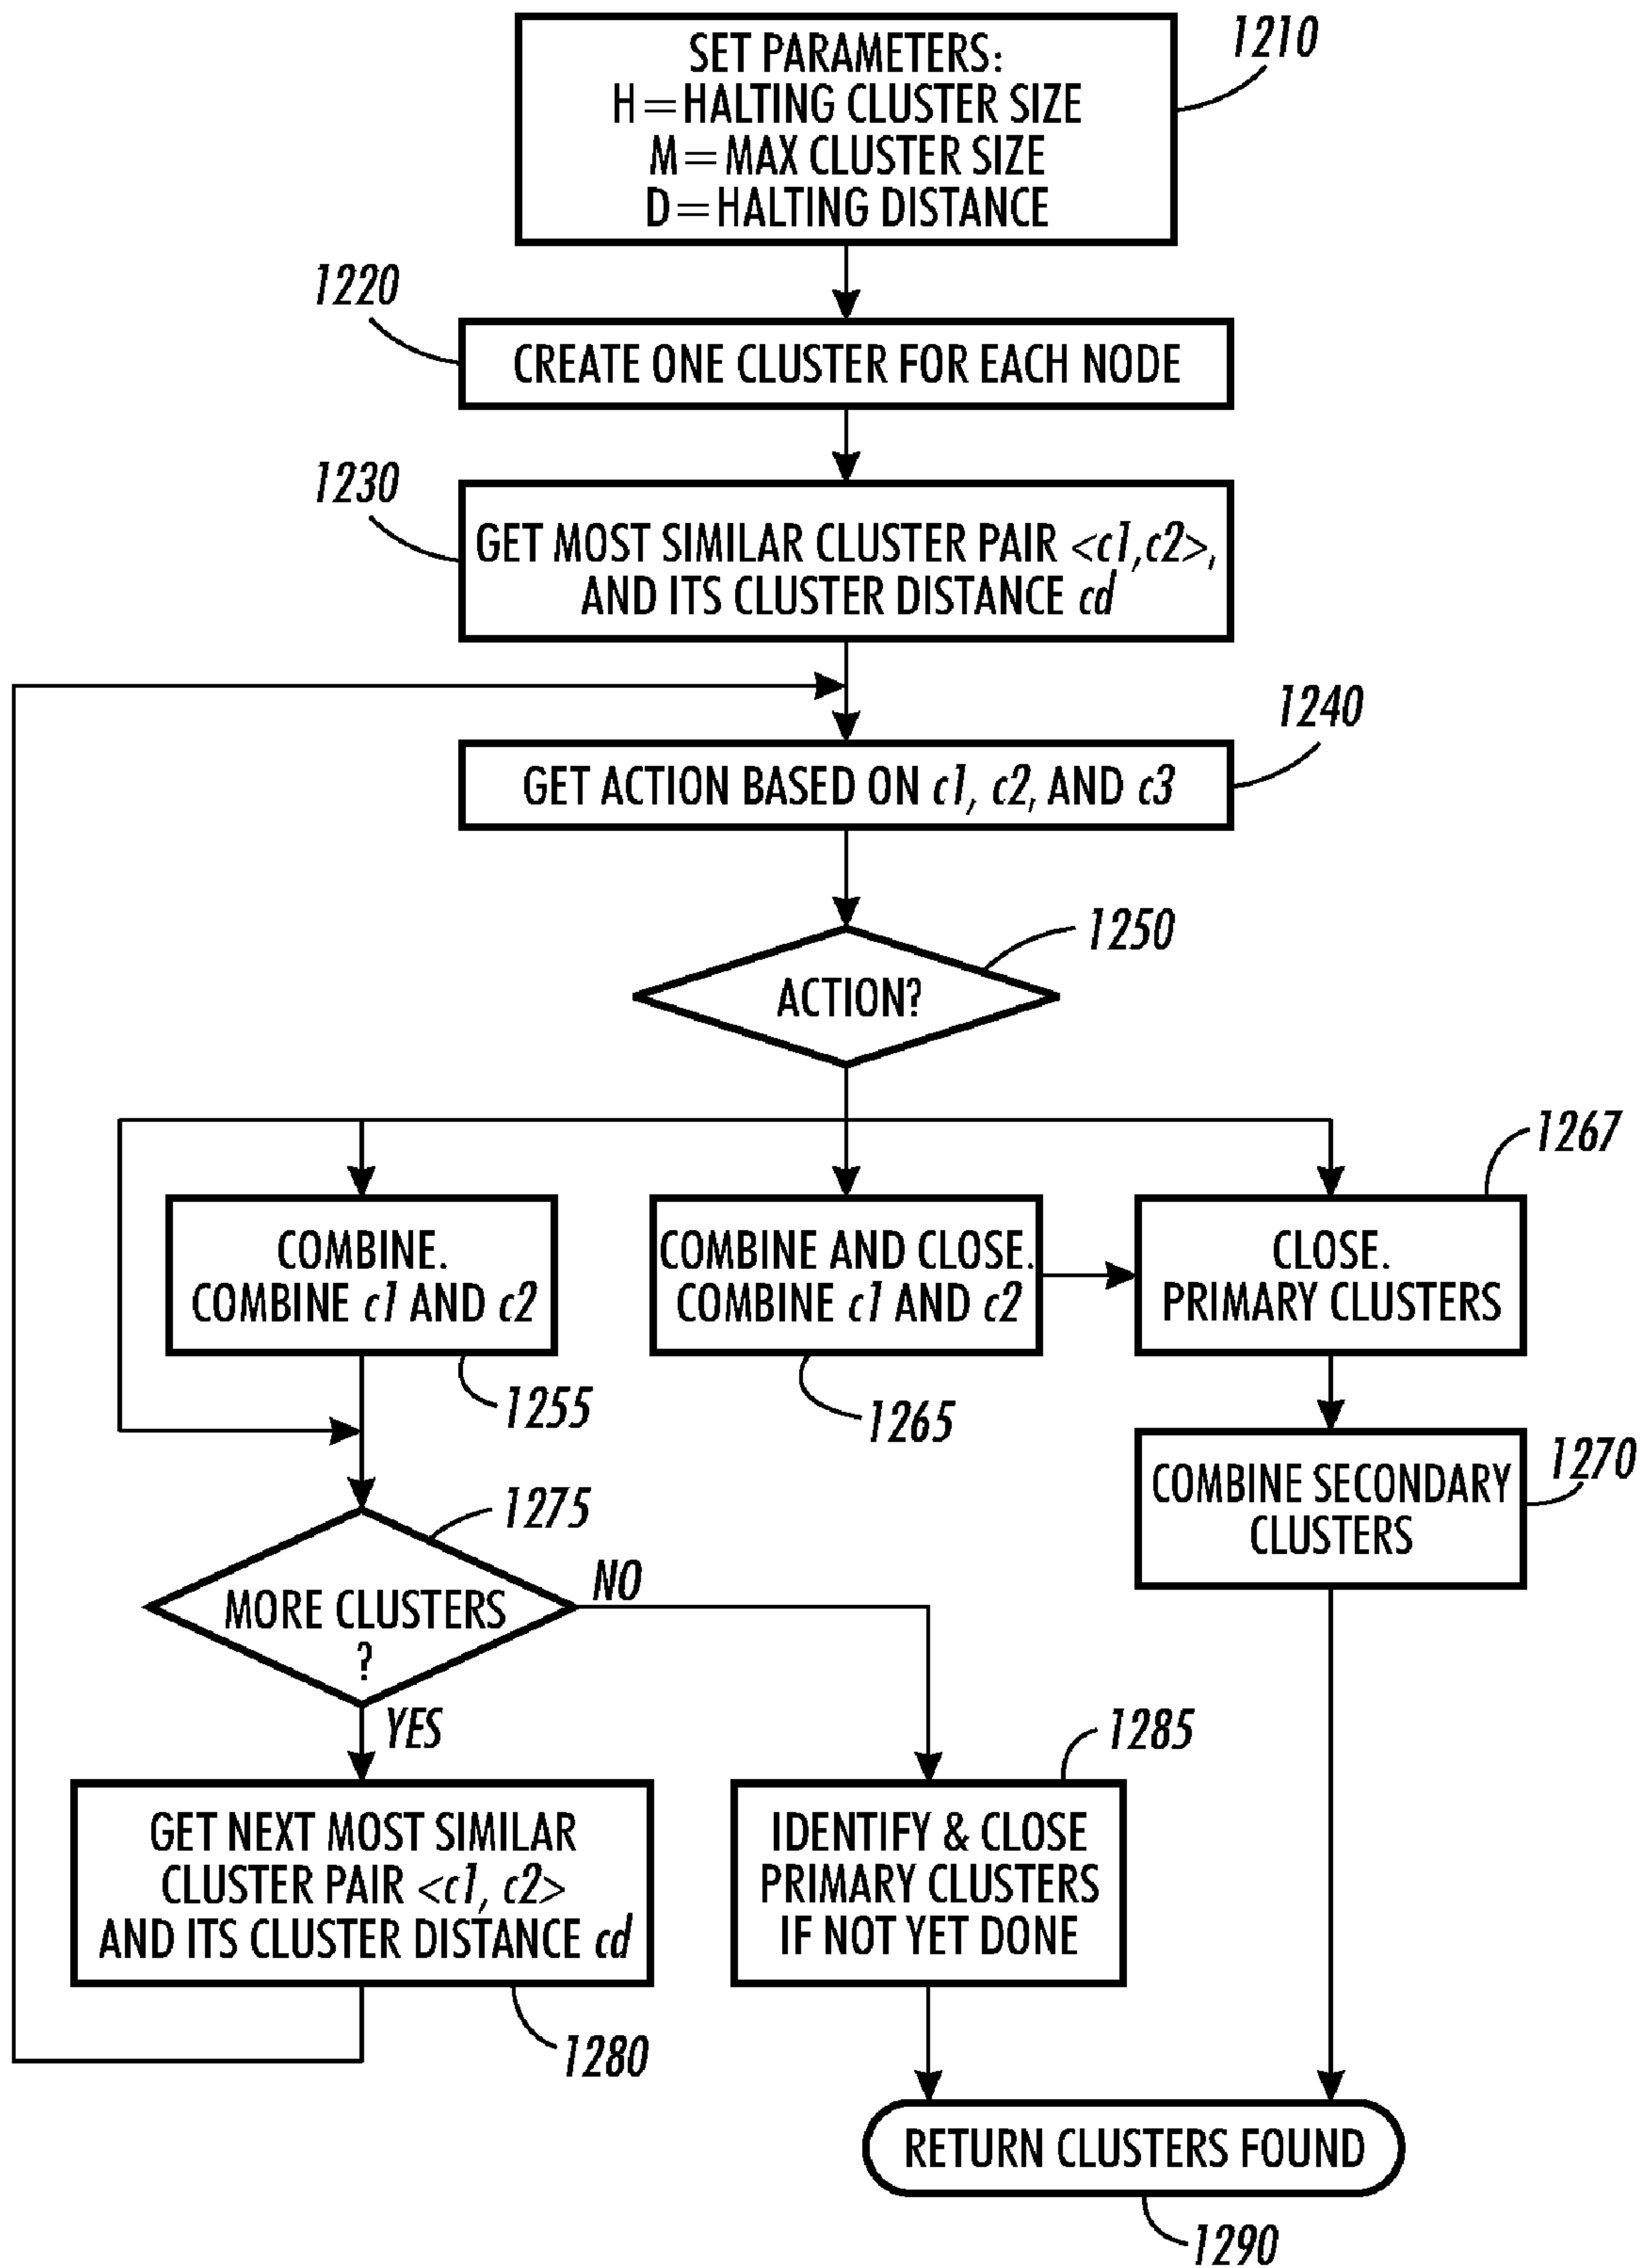 SET PARAMETERS:
H=HALTING CLUSTER SIZE
M=MAX CLUSTER SIZE
D=HALTING DISTANCE
1210
1220
CREATE ONE CLUSTER FOR EACH NODE
1230
GET MOST SIMILAR CLUSTER PAIR <c1,c2>,
AND ITS CLUSTER DISTANCE cd
1240
GET ACTION BASED ON c1, c2, AND c3
1250
ACTION?
1267
COMBINE.
COMBINE c1 AND c2
1255
COMBINE AND CLOSE.
COMBINE c1 AND c2
1265
CLOSE.
PRIMARY CLUSTERS
COMBINE SECONDARY
CLUSTERS
1270
1275
MORE CLUSTERS
?
NO
YES
GET NEXT MOST SIMILAR
CLUSTER PAIR <c1, c2>
AND ITS CLUSTER DISTANCE cd
1280
1285
IDENTIFY & CLOSE
PRIMARY CLUSTERS
IF NOT YET DONE
RETURN CLUSTERS FOUND
1290